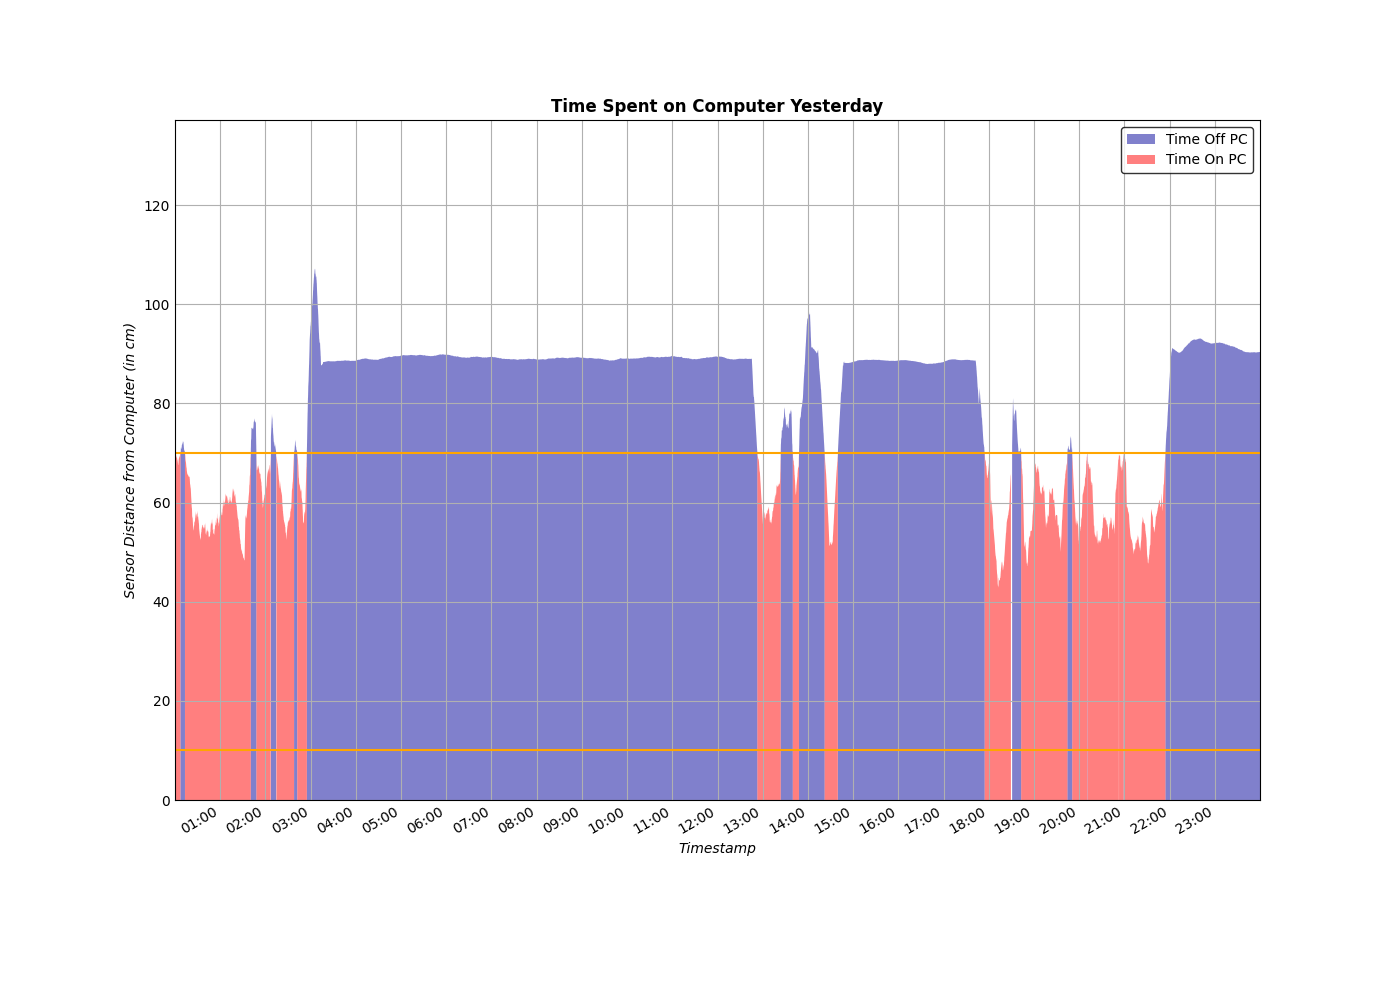 Time Spent on Computer Yesterday
Time Off PC
Time On PC
Sensor Distance from Computer (in cm)
120
100
80
60
40
20
0
01:00 02:00 03:00 04:00 05:00 06:00 07:00 08:00 09:00 10:00 11:00 12:00 13:00 14:00 15:00 16:00 17:00 18:00 19:00 20:00 21:00 22:00 23:00
Timestamp